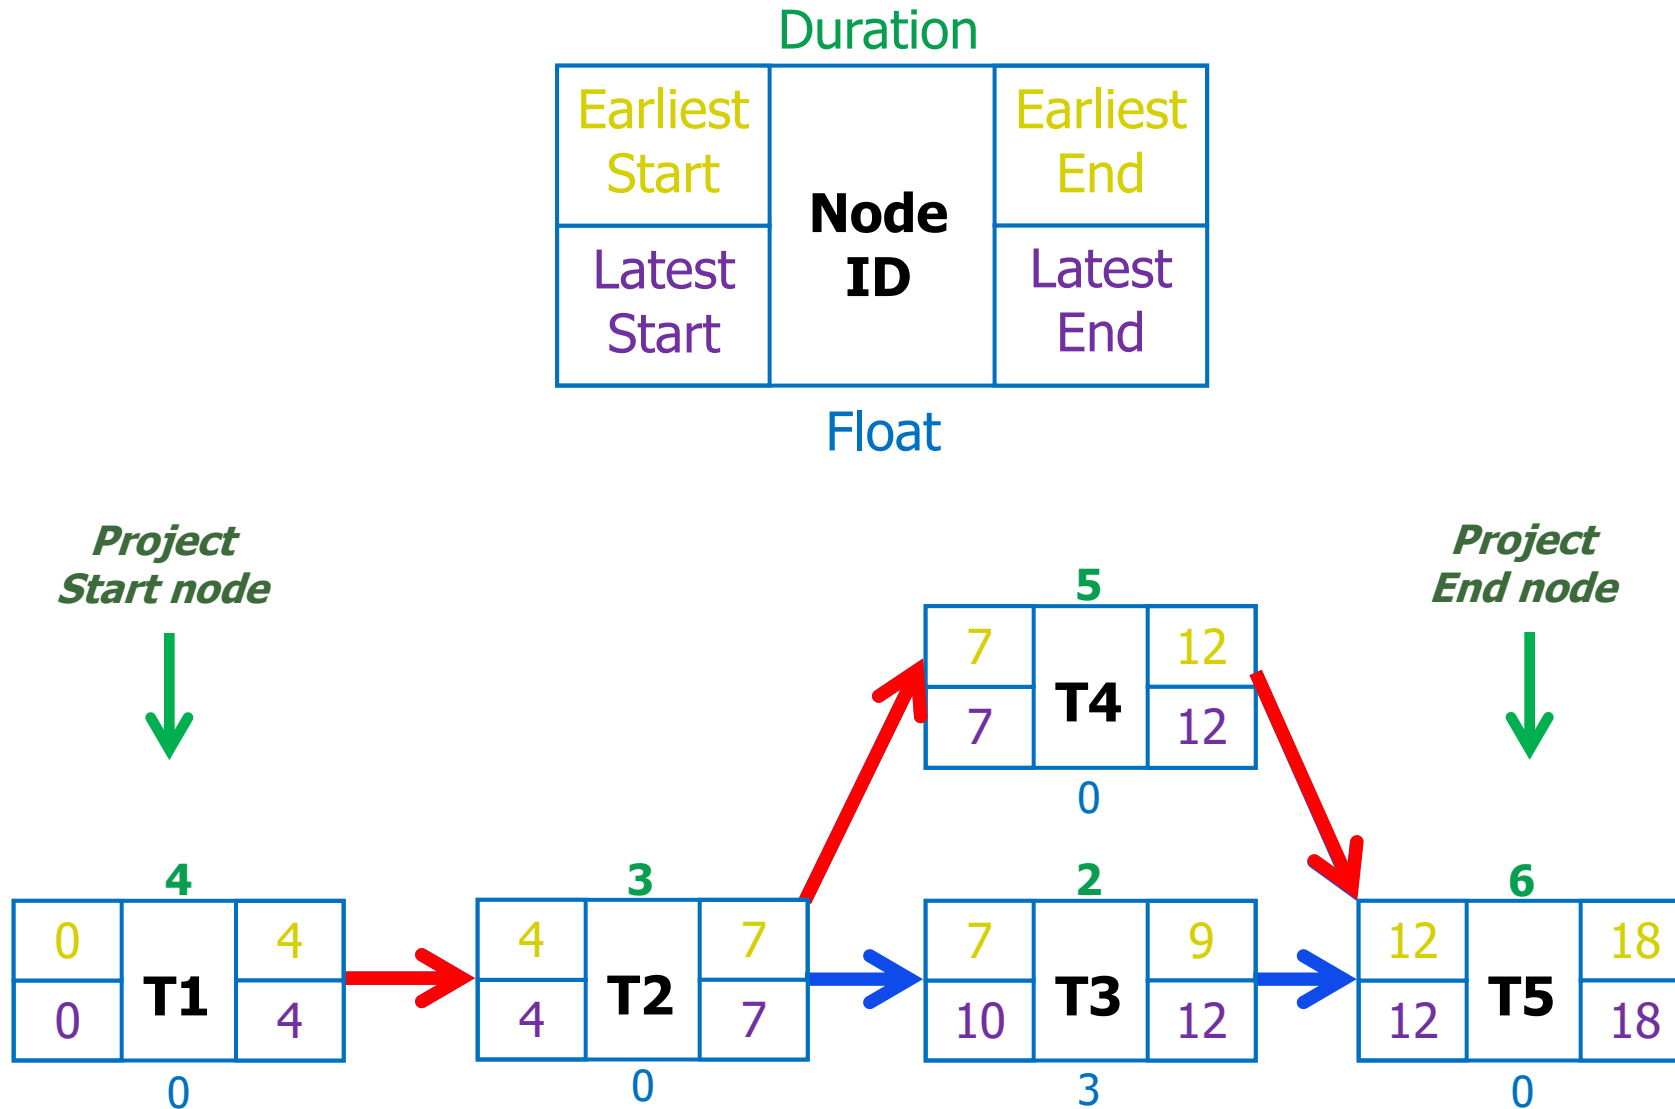 Duration
Earliest Start
Node ID
Earliest End
Latest Start
Latest End
Float
Project
Start node
Project
End node
5
7
T4
12
7
12
0
4
0
T1
4
0
4
0
3
4
T2
7
4
7
0
2
7
T3
9
10
12
3
6
12
T5
18
12
18
0